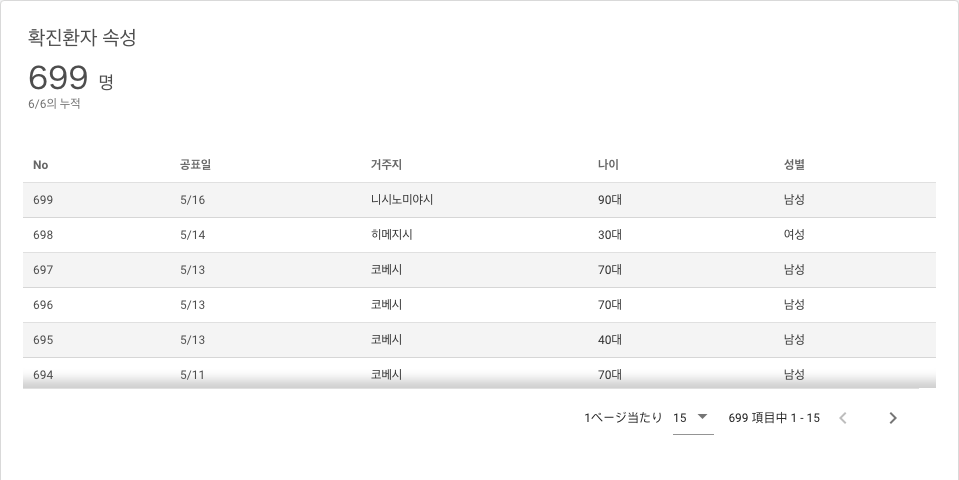 확진환자 속성
699 명
6/6의 누적
No 공표일 거주지 나이 성별
699 5/16 니시노미야시 90대 남성
698 5/14 히메지시 30대 여성
697 5/13 코베시 70대 남성
696 5/13 코베시 70대 남성
695 5/13 코베시 40대 남성
694 5/11 코베시 70대 남성
1ページ当たり 15 699 項目中 1 - 15